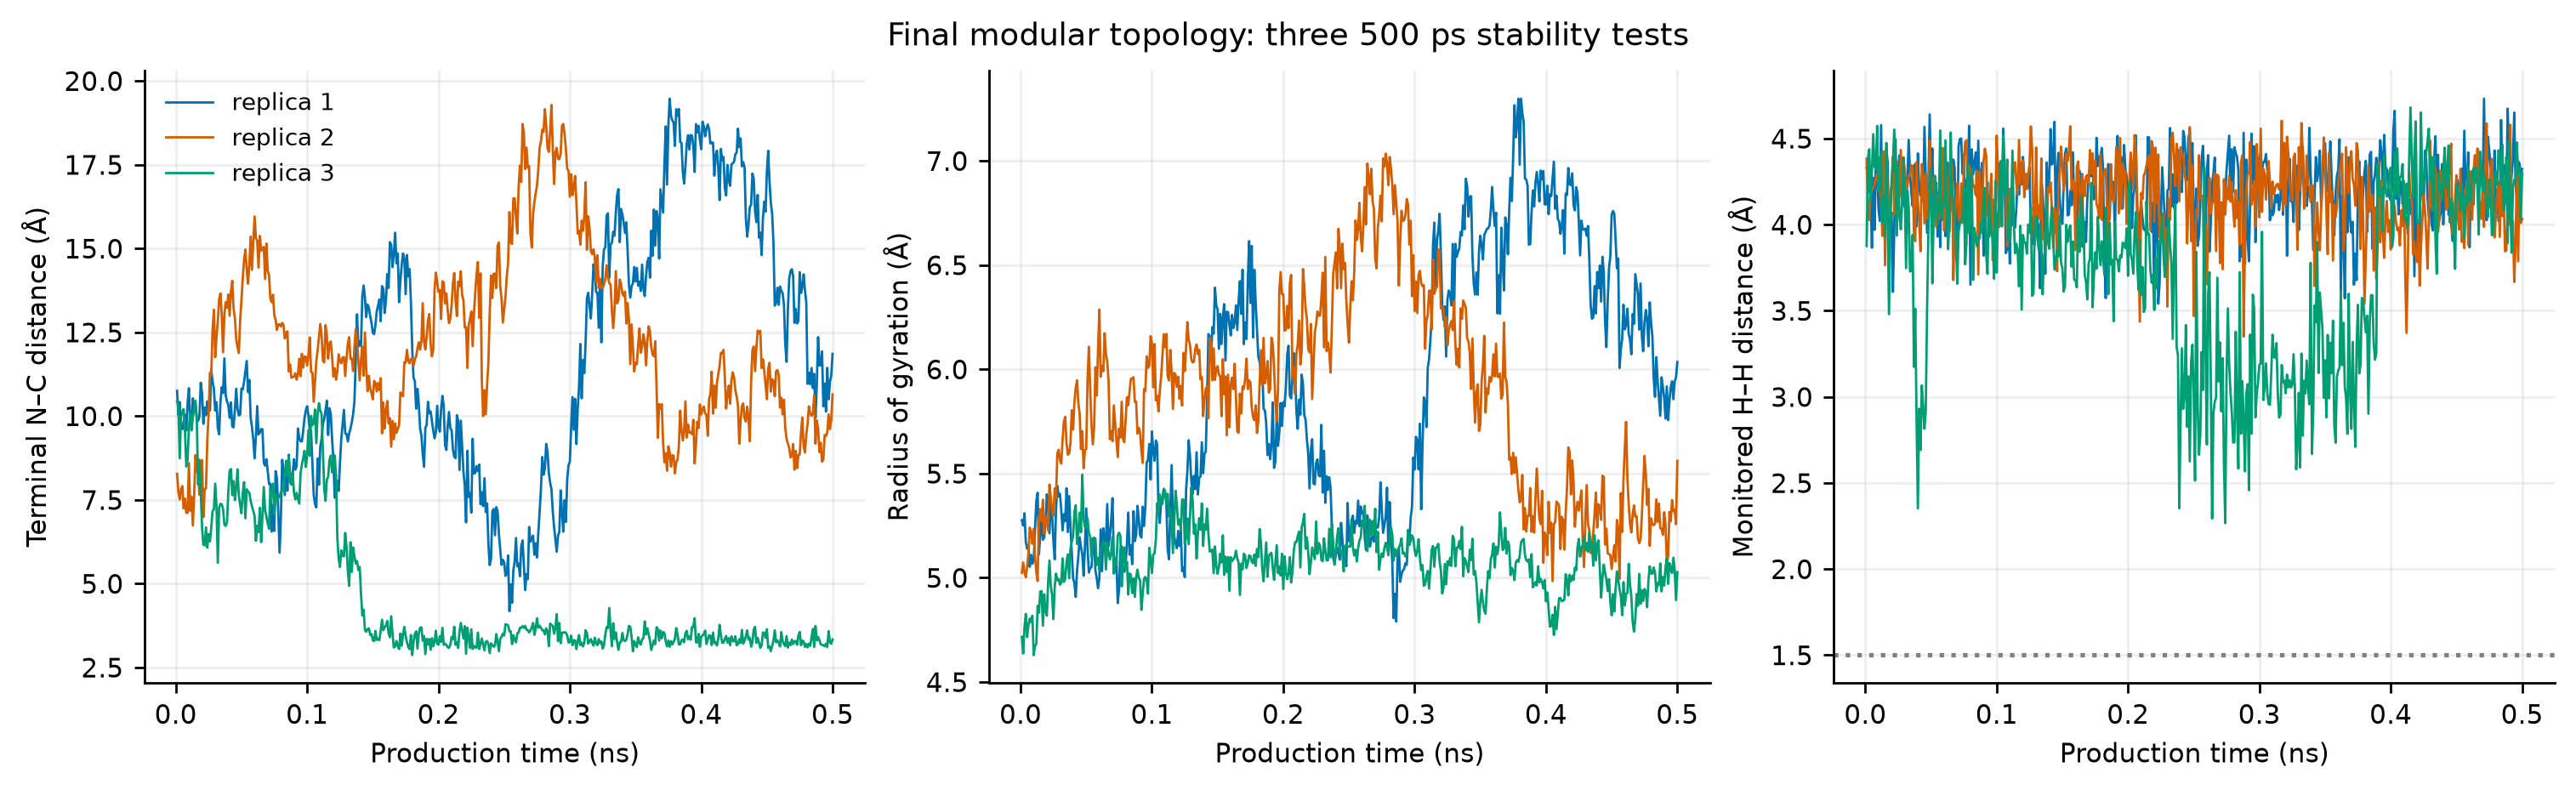 Final modular topology: three 500 ps stability tests
Terminal N–C distance (Å)
20.0
17.5
15.0
12.5
10.0
7.5
5.0
2.5
replica 1
replica 2
replica 3
0.0 0.1 0.2 0.3 0.4 0.5
Production time (ns)
Radius of gyration (Å)
7.0
6.5
6.0
5.5
5.0
4.5
0.0 0.1 0.2 0.3 0.4 0.5
Production time (ns)
Monitored H–H distance (Å)
4.5
4.0
3.5
3.0
2.5
2.0
1.5
0.0 0.1 0.2 0.3 0.4 0.5
Production time (ns)